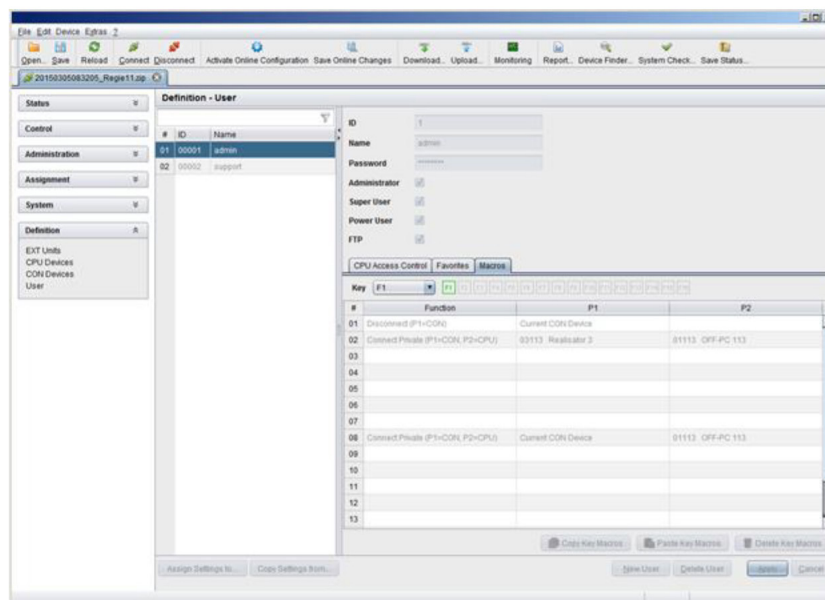 File Edit Device Extras ?
Open... Save Reload Connect Disconnect Activate Online Configuration Save Online Changes Download... Upload... Monitoring Report... Device Finder... System Check... Save Status...
20150305083205_Regie11.zip
Status
Control
Administration
Assignment
System
Definition
EXT Units
CPU Devices
CON Devices
User
Definition - User
# ID Name
01 00001 admin
02 00002 support
ID 1
Name admin
Password ********
Administrator
Super User
Power User
FTP
CPU Access Control Favorites Macros
Key F1
# Function P1 P2
01 Disconnect (P1=CON) Current CON Device
02 Connect Private (P1=CON, P2=CPU) 03113 Realisator 3 01113 OFF-PC 113
03
04
05
06
07
08 Connect Private (P1=CON, P2=CPU) Current CON Device 01113 OFF-PC 113
09
10
11
12
13
Copy Key Macros Paste Key Macros Delete Key Macros
Assign Settings to... Copy Settings from... New User Delete User Apply Cancel